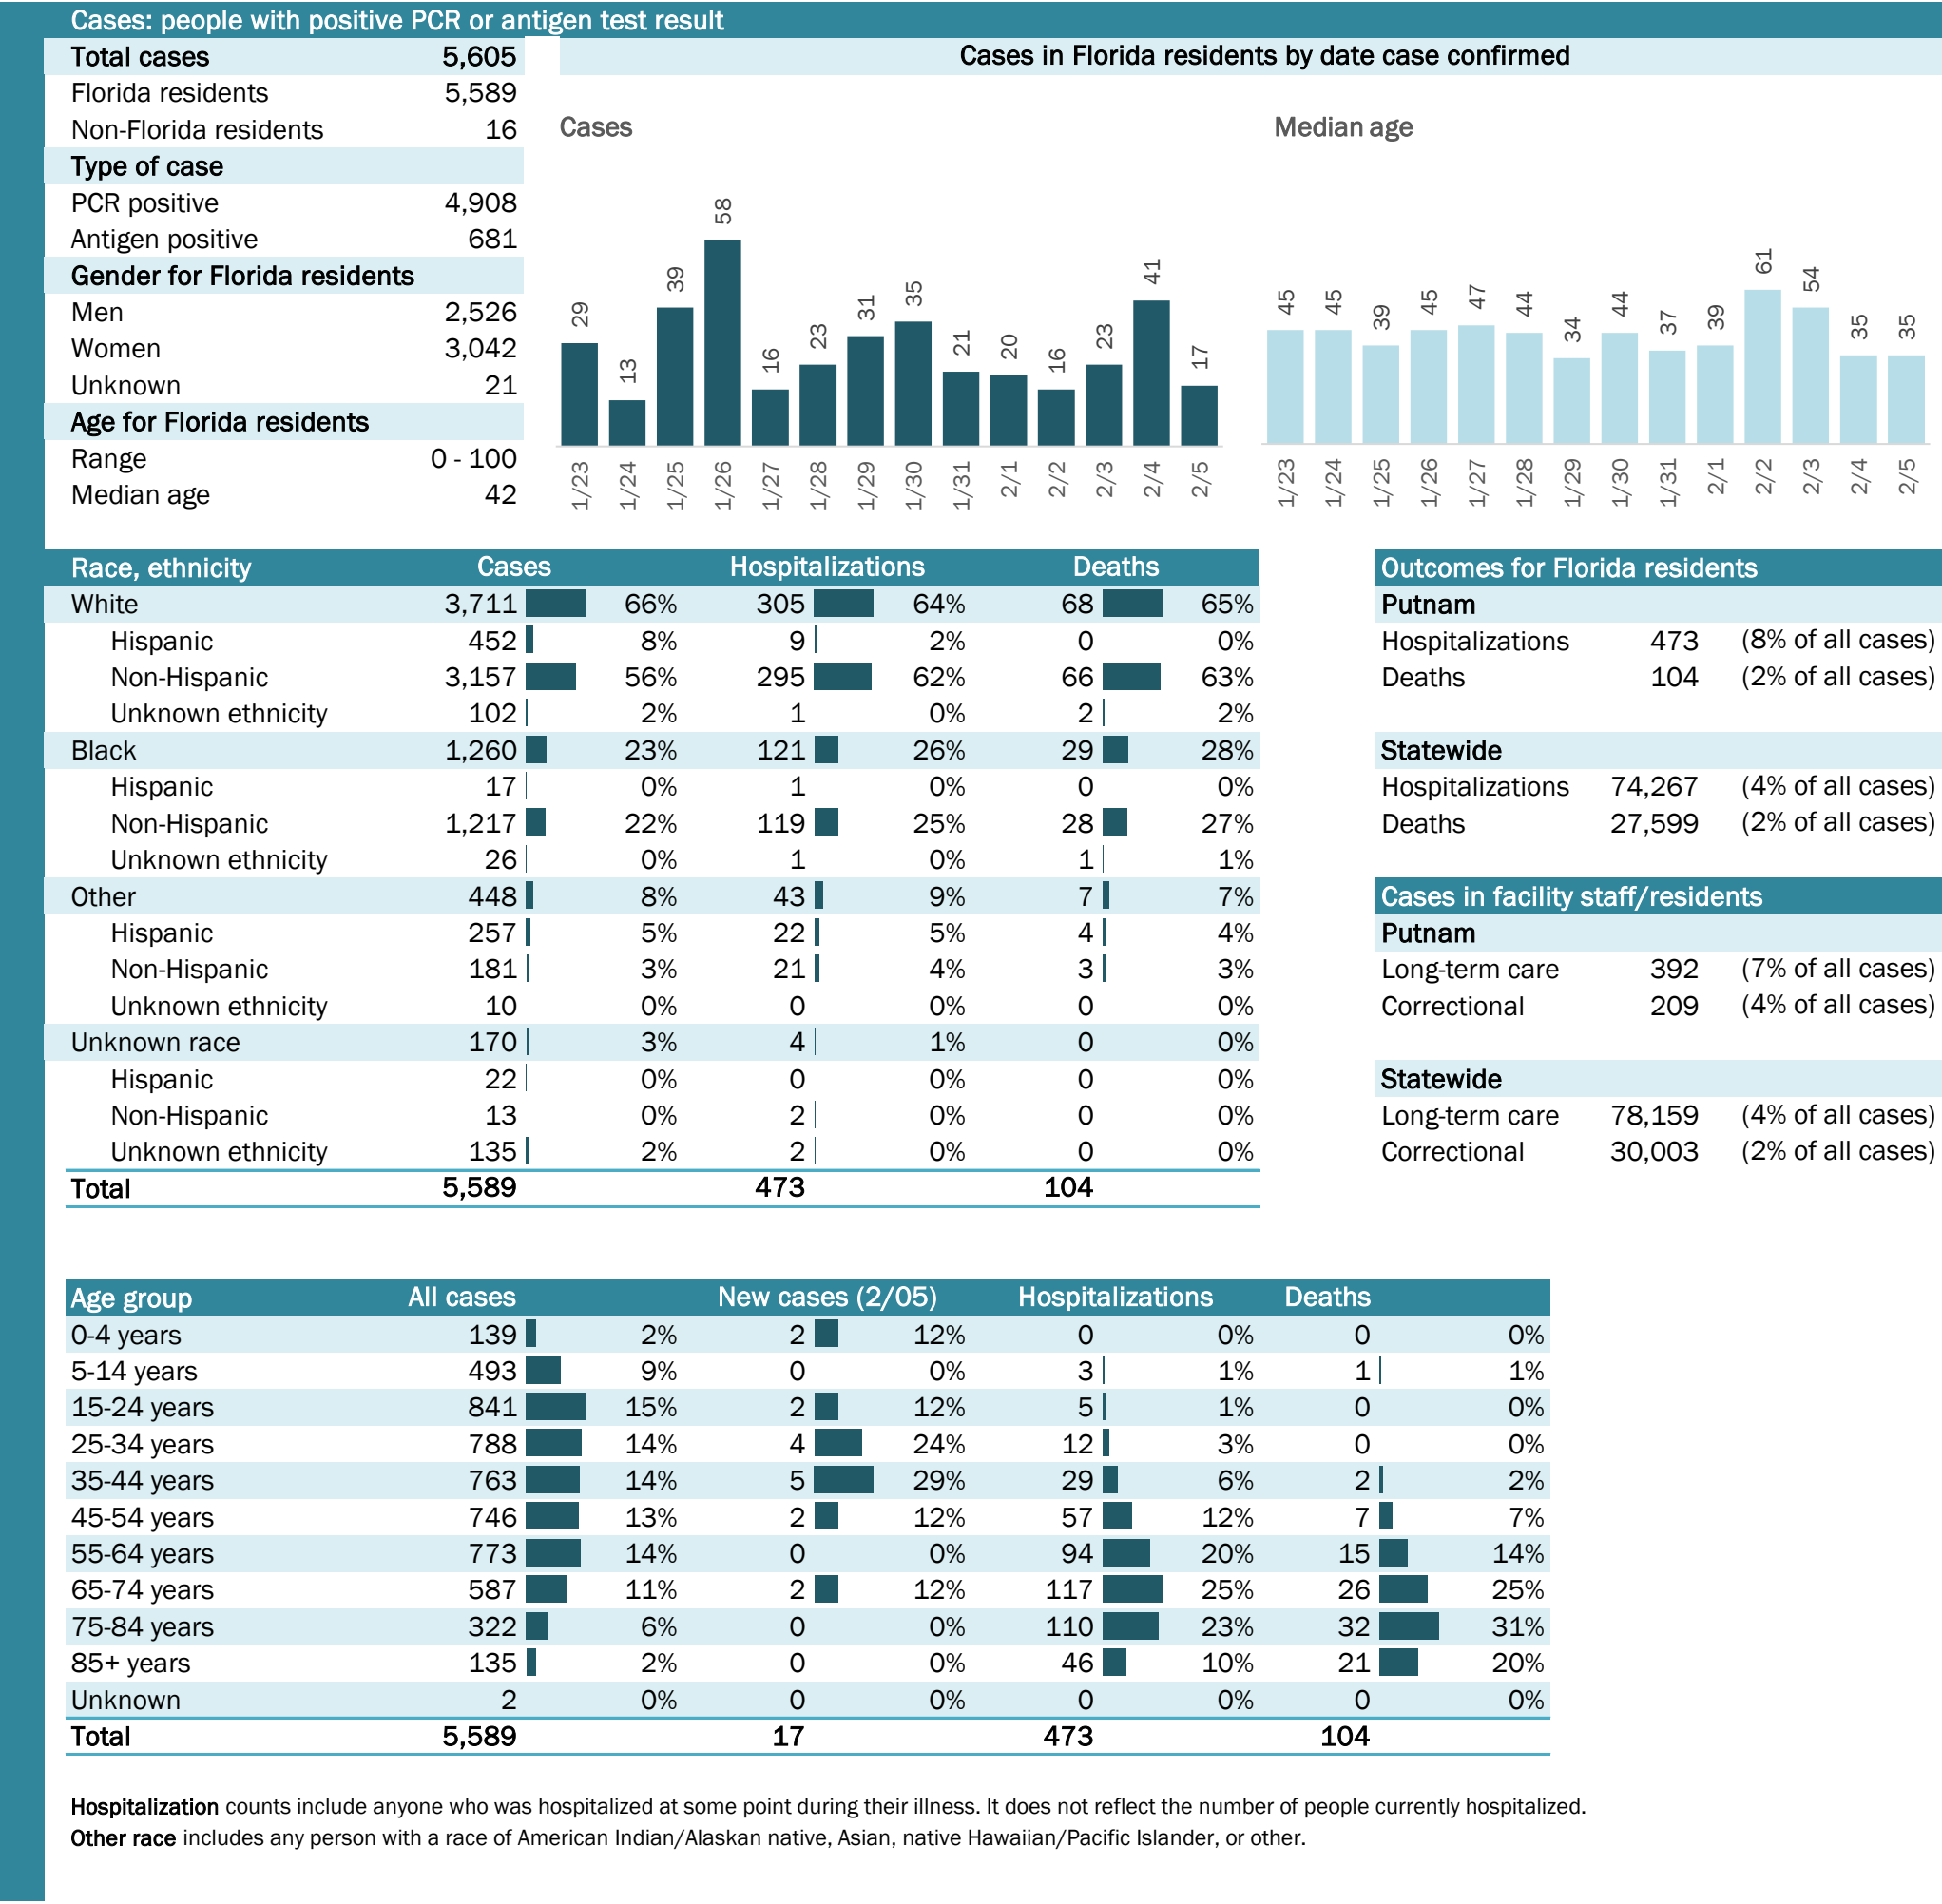 Cases: people with positive PCR or antigen test result
Total cases 5,605
Florida residents 5,589
Non-Florida residents 16
Type of case
PCR positive 4,908
Antigen positive 681
Gender for Florida residents
Men 2,526
Women 3,042
Unknown 21
Age for Florida residents
Range 0 - 100
Median age 42
Cases in Florida residents by date case confirmed
Cases
29 13 39 58 16 23 31 35 21 20 16 23 41 17
1/23 1/24 1/25 1/26 1/27 1/28 1/29 1/30 1/31 2/1 2/2 2/3 2/4 2/5
Median age
45 45 39 45 47 44 34 44 37 39 61 54 35 35
1/23 1/24 1/25 1/26 1/27 1/28 1/29 1/30 1/31 2/1 2/2 2/3 2/4 2/5
Race, ethnicity Cases Hospitalizations Deaths
White 3,711 66% 305 64% 68 65%
Hispanic 452 8% 9 2% 0 0%
Non-Hispanic 3,157 56% 295 62% 66 63%
Unknown ethnicity 102 2% 1 0% 2 2%
Black 1,260 23% 121 26% 29 28%
Hispanic 17 0% 1 0% 0 0%
Non-Hispanic 1,217 22% 119 25% 28 27%
Unknown ethnicity 26 0% 1 0% 1 1%
Other 448 8% 43 9% 7 7%
Hispanic 257 5% 22 5% 4 4%
Non-Hispanic 181 3% 21 4% 3 3%
Unknown ethnicity 10 0% 0 0% 0 0%
Unknown race 170 3% 4 1% 0 0%
Hispanic 22 0% 0 0% 0 0%
Non-Hispanic 13 0% 2 0% 0 0%
Unknown ethnicity 135 2% 2 0% 0 0%
Total 5,589 473 104
Outcomes for Florida residents
Putnam
Hospitalizations 473 (8% of all cases)
Deaths 104 (2% of all cases)
Statewide
Hospitalizations 74,267 (4% of all cases)
Deaths 27,599 (2% of all cases)
Cases in facility staff/residents
Putnam
Long-term care 392 (7% of all cases)
Correctional 209 (4% of all cases)
Statewide
Long-term care 78,159 (4% of all cases)
Correctional 30,003 (2% of all cases)
Age group All cases New cases (2/05) Hospitalizations Deaths
0-4 years 139 2% 2 12% 0 0% 0 0%
5-14 years 493 9% 0 0% 3 1% 1 1%
15-24 years 841 15% 2 12% 5 1% 0 0%
25-34 years 788 14% 4 24% 12 3% 0 0%
35-44 years 763 14% 5 29% 29 6% 2 2%
45-54 years 746 13% 2 12% 57 12% 7 7%
55-64 years 773 14% 0 0% 94 20% 15 14%
65-74 years 587 11% 2 12% 117 25% 26 25%
75-84 years 322 6% 0 0% 110 23% 32 31%
85+ years 135 2% 0 0% 46 10% 21 20%
Unknown 2 0% 0 0% 0 0% 0 0%
Total 5,589 17 473 104
Hospitalization counts include anyone who was hospitalized at some point during their illness. It does not reflect the number of people currently hospitalized.
Other race includes any person with a race of American Indian/Alaskan native, Asian, native Hawaiian/Pacific Islander, or other.